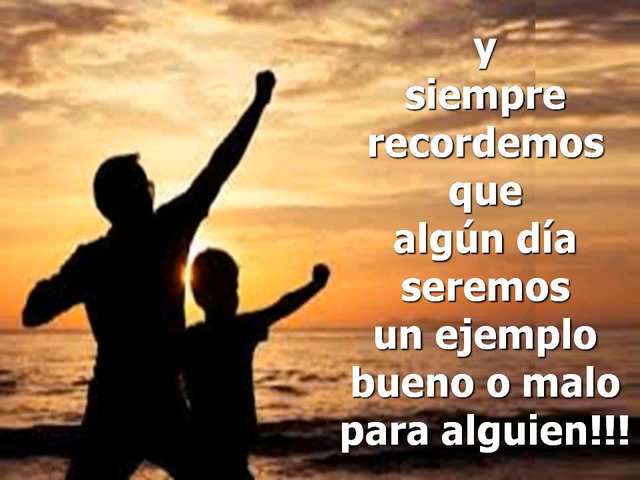 y
siempre
recordemos
que
algún día
seremos
un ejemplo
bueno o malo
para alguien!!!